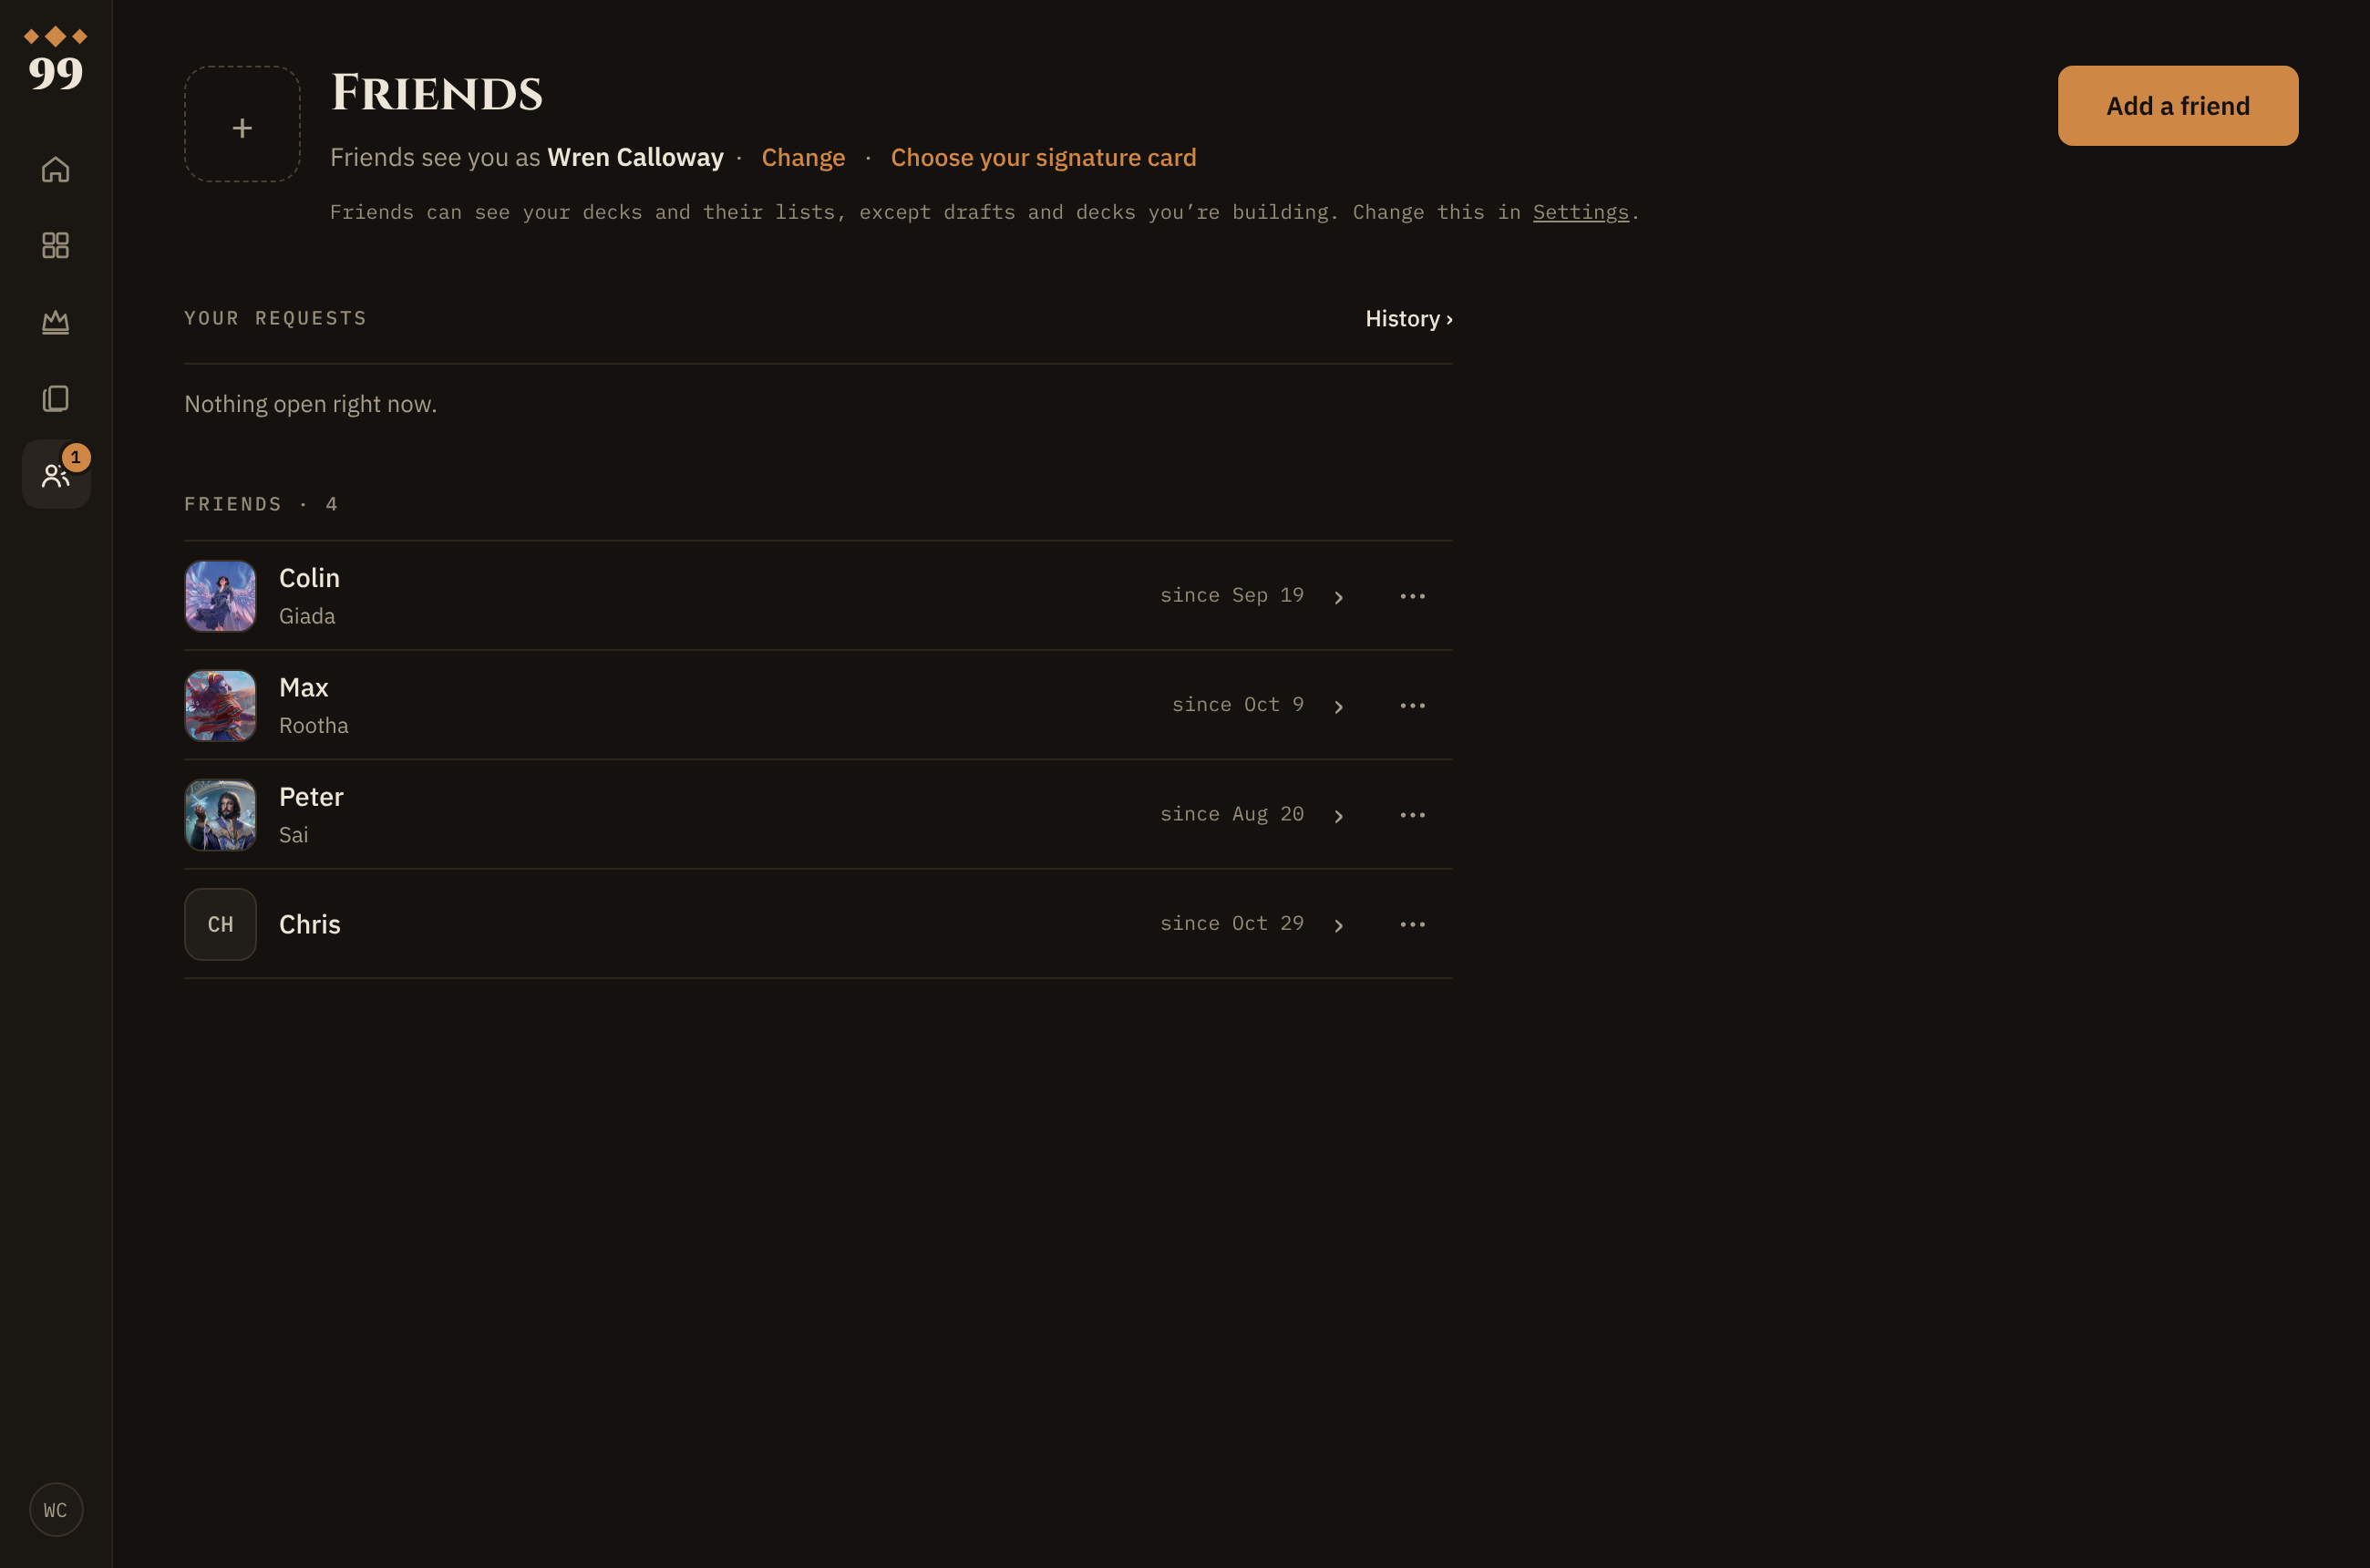 99
Friends
Friends see you as Wren Calloway · Change · Choose your signature card
Add a friend
Friends can see your decks and their lists, except drafts and decks you’re building. Change this in Settings.
YOUR REQUESTS
History ›
Nothing open right now.
1
FRIENDS · 4
Colin
Giada
since Sep 19
Max
Rootha
since Oct 9
Peter
Sai
since Aug 20
CH
Chris
since Oct 29
WC